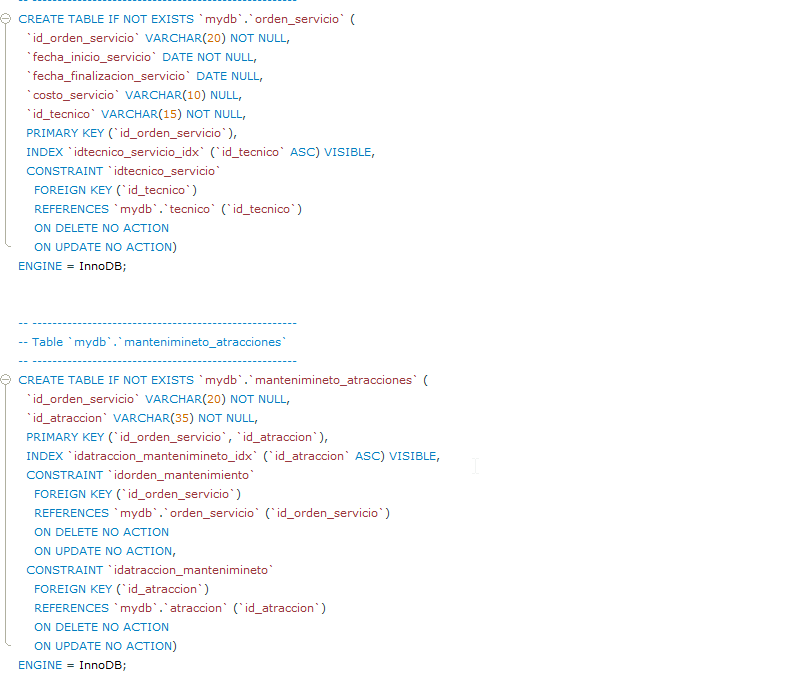 -- -----------------------------------------------------
CREATE TABLE IF NOT EXISTS `mydb`.`orden_servicio` (
`id_orden_servicio` VARCHAR(20) NOT NULL,
`fecha_inicio_servicio` DATE NOT NULL,
`fecha_finalizacion_servicio` DATE NULL,
`costo_servicio` VARCHAR(10) NULL,
`id_tecnico` VARCHAR(15) NOT NULL,
PRIMARY KEY (`id_orden_servicio`),
INDEX `idtecnico_servicio_idx` (`id_tecnico` ASC) VISIBLE,
CONSTRAINT `idtecnico_servicio`
FOREIGN KEY (`id_tecnico`)
REFERENCES `mydb`.`tecnico` (`id_tecnico`)
ON DELETE NO ACTION
ON UPDATE NO ACTION)
ENGINE = InnoDB;
-- -----------------------------------------------------
-- Table `mydb`.`mantenimineto_atracciones`
-- -----------------------------------------------------
CREATE TABLE IF NOT EXISTS `mydb`.`mantenimineto_atracciones` (
`id_orden_servicio` VARCHAR(20) NOT NULL,
`id_atraccion` VARCHAR(35) NOT NULL,
PRIMARY KEY (`id_orden_servicio`, `id_atraccion`),
INDEX `idatraccion_mantenimineto_idx` (`id_atraccion` ASC) VISIBLE,
CONSTRAINT `idorden_mantenimiento`
FOREIGN KEY (`id_orden_servicio`)
REFERENCES `mydb`.`orden_servicio` (`id_orden_servicio`)
ON DELETE NO ACTION
ON UPDATE NO ACTION,
CONSTRAINT `idatraccion_mantenimineto`
FOREIGN KEY (`id_atraccion`)
REFERENCES `mydb`.`atraccion` (`id_atraccion`)
ON DELETE NO ACTION
ON UPDATE NO ACTION)
ENGINE = InnoDB;